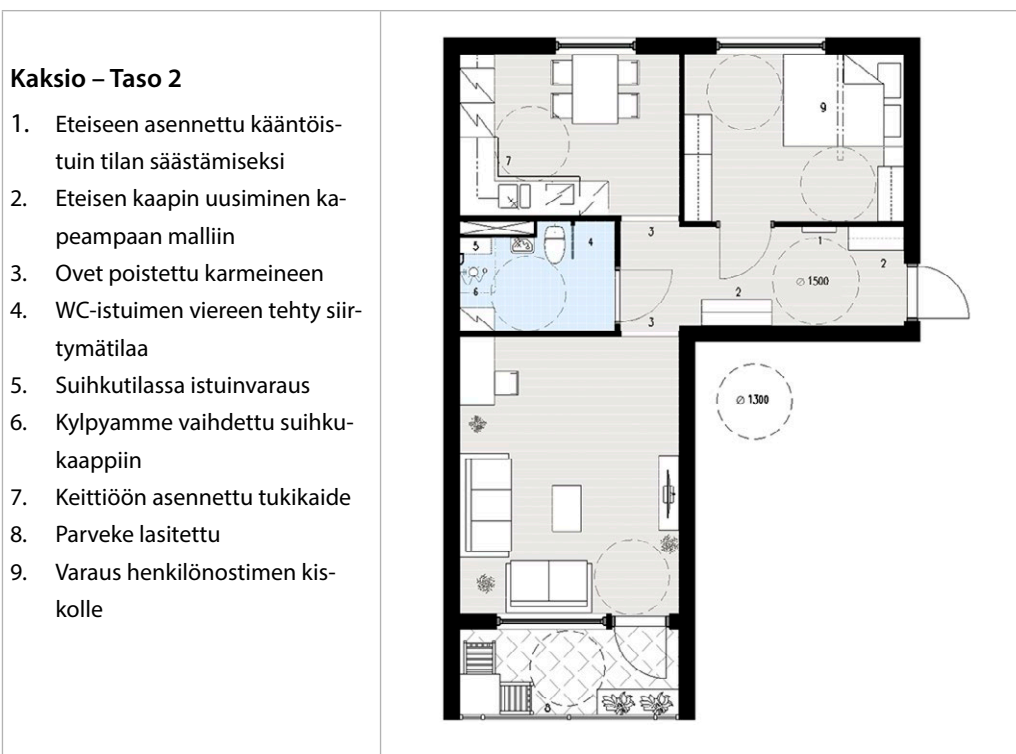 Kaksio – Taso 2
1. Eteiseen asennettu kääntöis-
tuin tilan säästämiseksi
2. Eteisen kaapin uusiminen ka-
peampaan malliin
3. Ovet poistettu karmeineen
4. WC-istuimen viereen tehty siir-
tymätilaa
5. Suihkutilassa istuinvaraus
6. Kylpyamme vaihdettu suihku-
kaappiin
7. Keittiöön asennettu tukikaide
8. Parveke lasitettu
9. Varaus henkilönostimen kis-
kolle
9
7
3
4
5
1
2
6
2
⌀ 1500
3
⌀ 1300
8